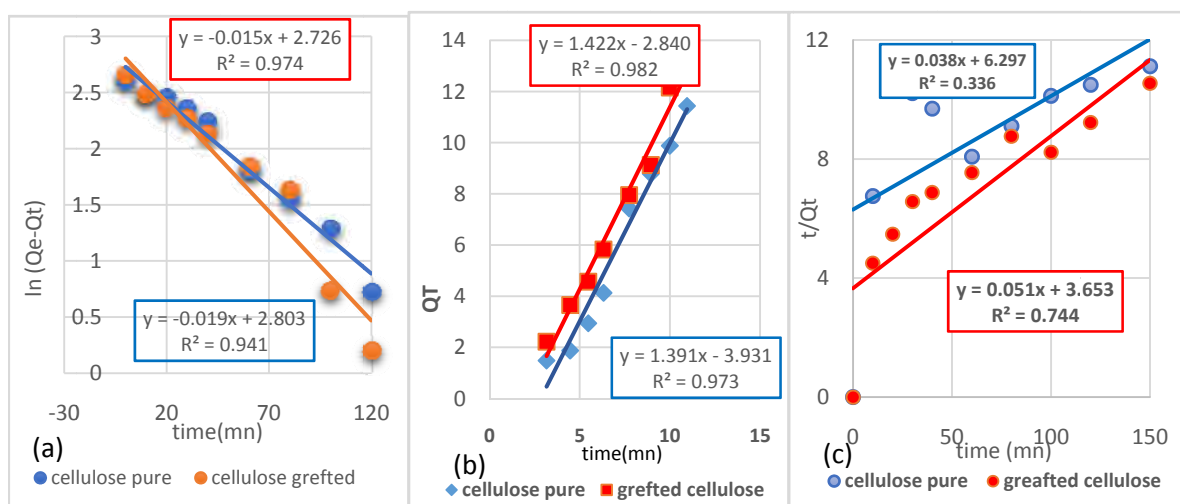 y = -0.015x + 2.726
R² = 0.974
3
2.5
2
1.5
1
0.5
0
ln (Qe-Qt)
y = -0.019x + 2.803
R² = 0.941
-30
20
70
120
(a)
time(mn)
cellulose pure
cellulose grefted
14
12
10
8
6
4
2
0
QT
y = 1.422x - 2.840
R² = 0.982
y = 1.391x - 3.931
R² = 0.973
0
5
10
15
(b)
time(mn)
cellulose pure
grefted cellulose
12
8
4
0
t/Qt
y = 0.038x + 6.297
R² = 0.336
y = 0.051x + 3.653
R² = 0.744
0
50
100
150
(c)
time (mn)
cellulose pure
greafted cellulose